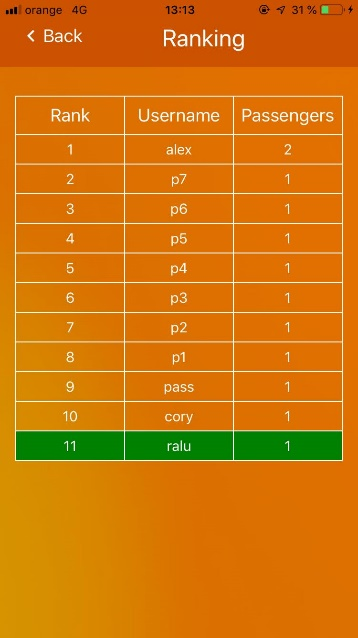 orange 4G 13:13 31 %
Back Ranking
Rank Username Passengers
1 alex 2
2 p7 1
3 p6 1
4 p5 1
5 p4 1
6 p3 1
7 p2 1
8 p1 1
9 pass 1
10 cory 1
11 ralu 1